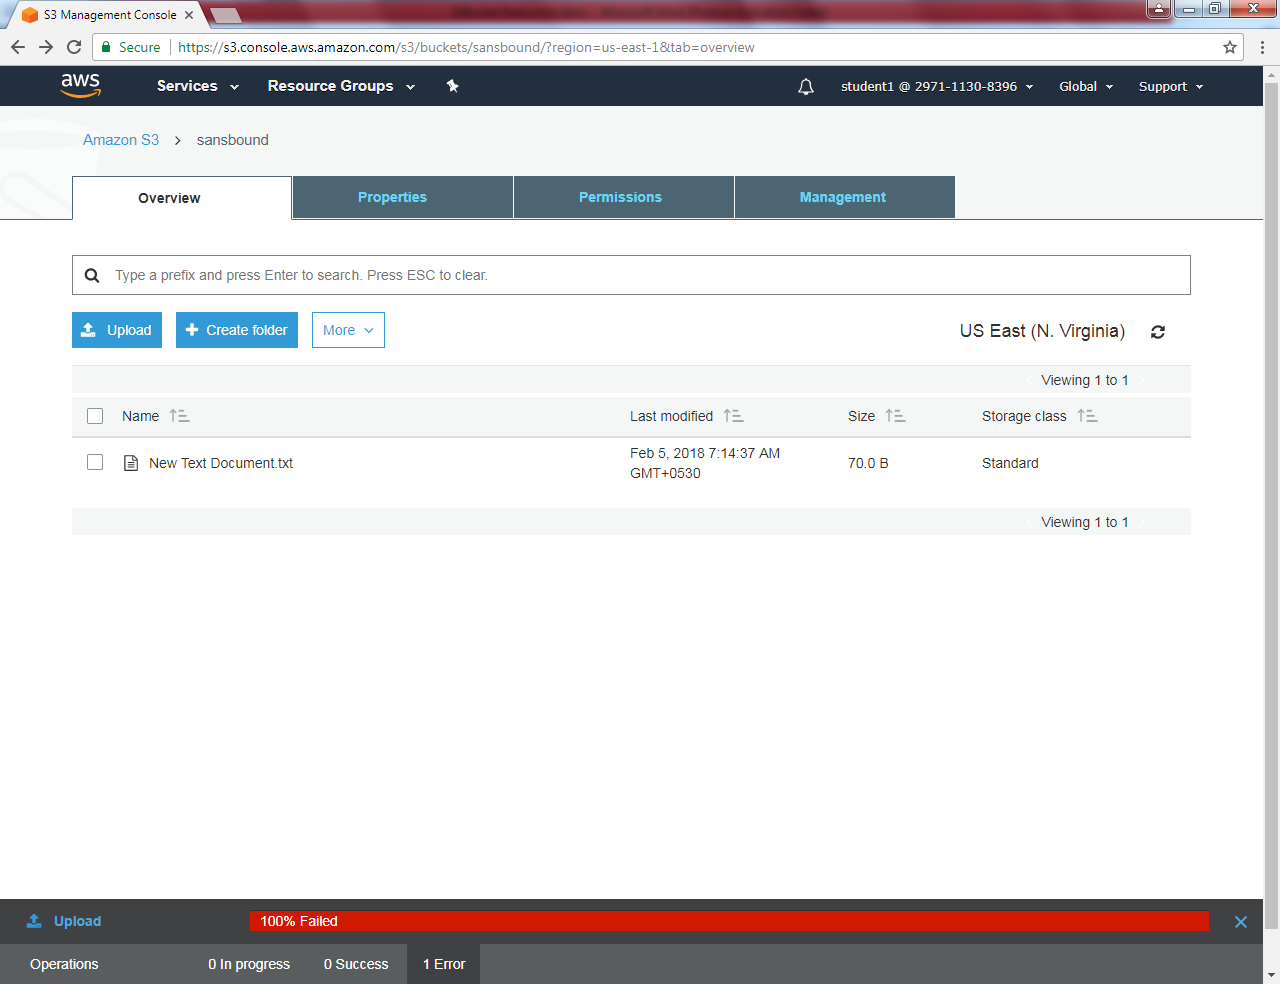 S3 Management Console
Secure https://s3.console.aws.amazon.com/s3/buckets/sansbound/?region=us-east-1&tab=overview
aws Services Resource Groups student1 @ 2971-1130-8396 Global Support
Amazon S3 > sansbound
Overview Properties Permissions Management
Type a prefix and press Enter to search. Press ESC to clear.
Upload Create folder More US East (N. Virginia)
Viewing 1 to 1
Name Last modified Size Storage class
New Text Document.txt Feb 5, 2018 7:14:37 AM GMT+0530 70.0 B Standard
Viewing 1 to 1
Upload 100% Failed
Operations 0 In progress 0 Success 1 Error